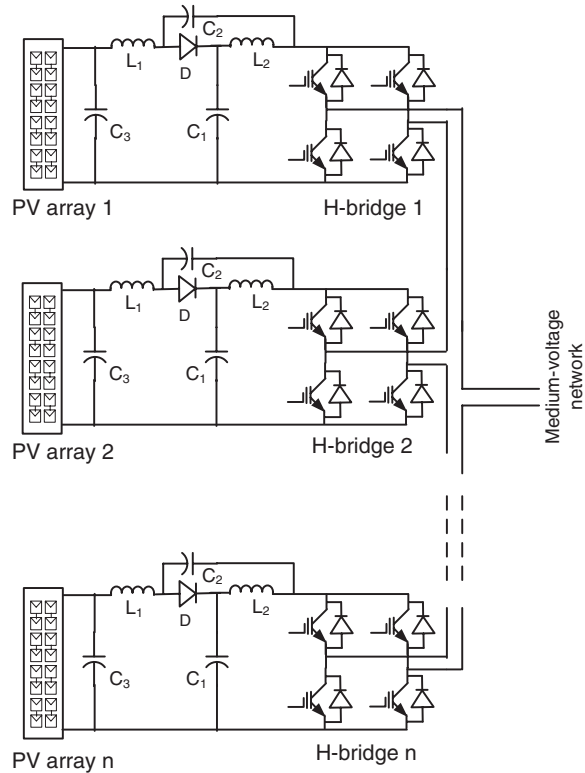 C₂
L₁
D
L₂
C₃
C₁
PV array 1
H-bridge 1
C₂
L₁
D
L₂
C₃
C₁
PV array 2
H-bridge 2
Medium-voltage
network
C₂
L₁
D
L₂
C₃
C₁
PV array n
H-bridge n